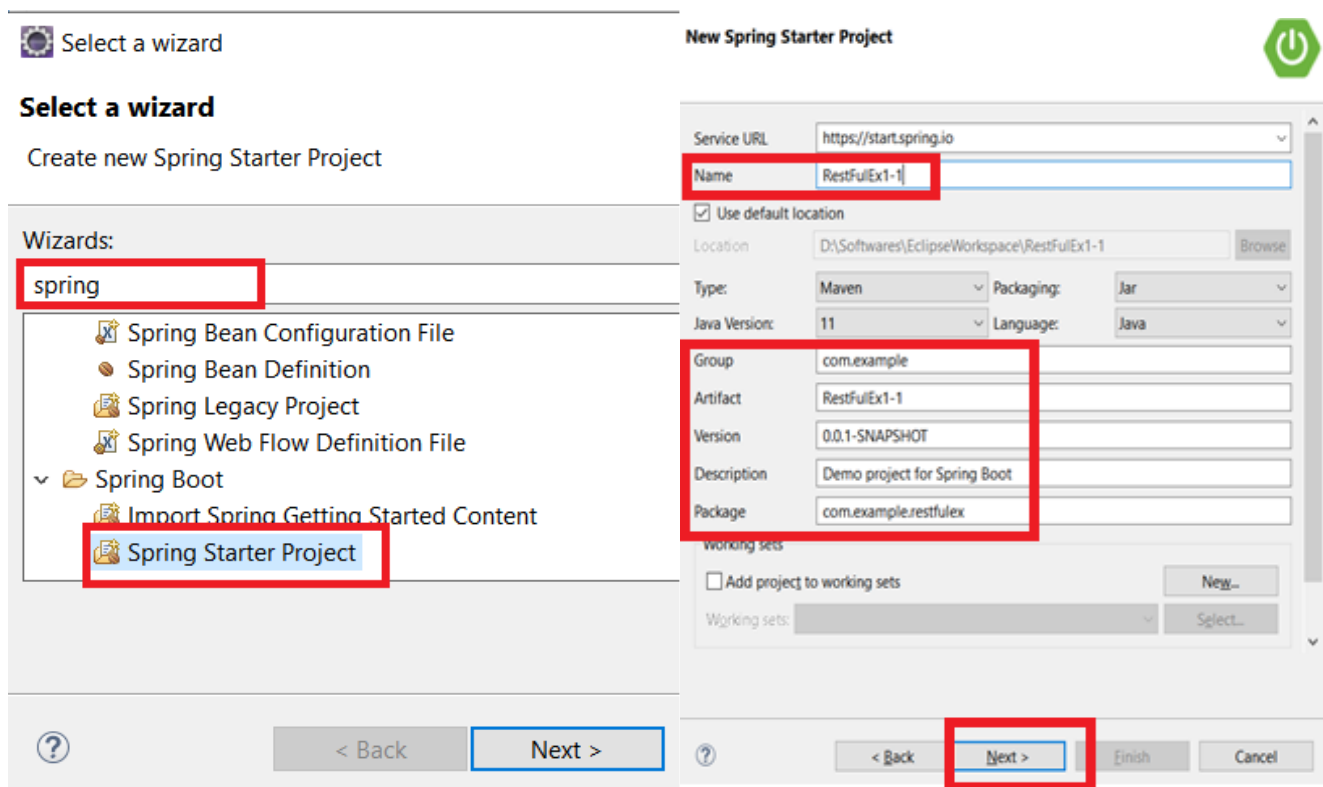 Select a wizard
Select a wizard
Create new Spring Starter Project
Wizards:
spring
Spring Bean Configuration File
Spring Bean Definition
Spring Legacy Project
Spring Web Flow Definition File
Spring Boot
Import Spring Getting Started Content
Spring Starter Project
< Back Next >
New Spring Starter Project
Service URL https://start.spring.io
Name RestFulEx1-1
Use default location
Location D:\Softwares\EclipseWorkspace\RestFulEx1-1 Browse
Type: Maven Packaging: Jar
Java Version: 11 Language: Java
Group com.example
Artifact RestFulEx1-1
Version 0.0.1-SNAPSHOT
Description Demo project for Spring Boot
Package com.example.restfulex
Working sets
Add project to working sets New...
Working sets: Select...
< Back Next > Finish Cancel